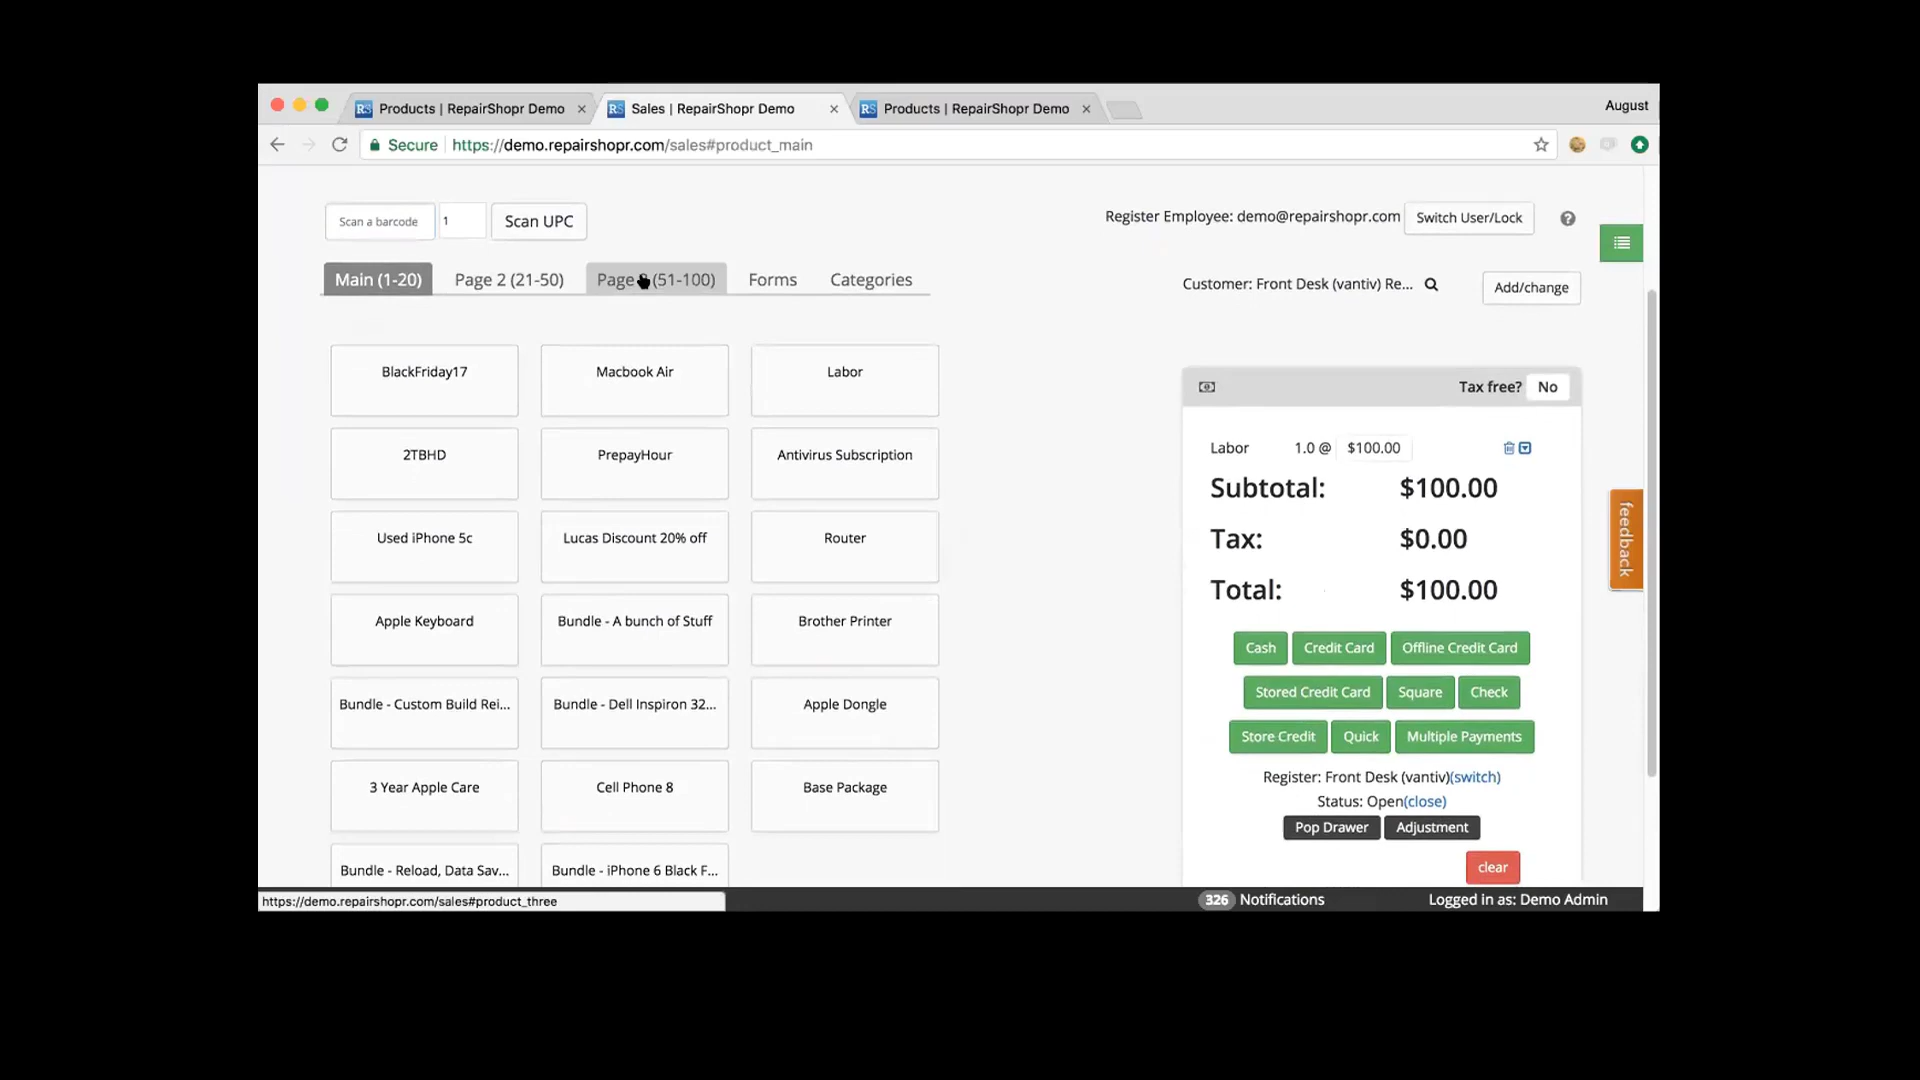 Products | RepairShopr Demo
Sales | RepairShopr Demo
Products | RepairShopr Demo
August
Secure
https://demo.repairshopr.com/sales#product_main
Scan a barcode
1
Scan UPC
Register Employee: demo@repairshopr.com
Switch User/Lock
Main (1-20)
Page 2 (21-50)
Page (51-100)
Forms
Categories
Customer: Front Desk (vantiv) Re...
Add/change
BlackFriday17
Macbook Air
Labor
2TBHD
PrepayHour
Antivirus Subscription
Used iPhone 5c
Lucas Discount 20% off
Router
Apple Keyboard
Bundle - A bunch of Stuff
Brother Printer
Bundle - Custom Build Rei...
Bundle - Dell Inspiron 32...
Apple Dongle
3 Year Apple Care
Cell Phone 8
Base Package
Bundle - Reload, Data Sav...
Bundle - iPhone 6 Black F...
Tax free? No
Labor 1.0 @ $100.00
Subtotal: $100.00
Tax: $0.00
Total: $100.00
Cash
Credit Card
Offline Credit Card
Stored Credit Card
Square
Check
Store Credit
Quick
Multiple Payments
Register: Front Desk (vantiv)(switch)
Status: Open(close)
Pop Drawer
Adjustment
clear
feedback
https://demo.repairshopr.com/sales#product_three
326 Notifications
Logged in as: Demo Admin